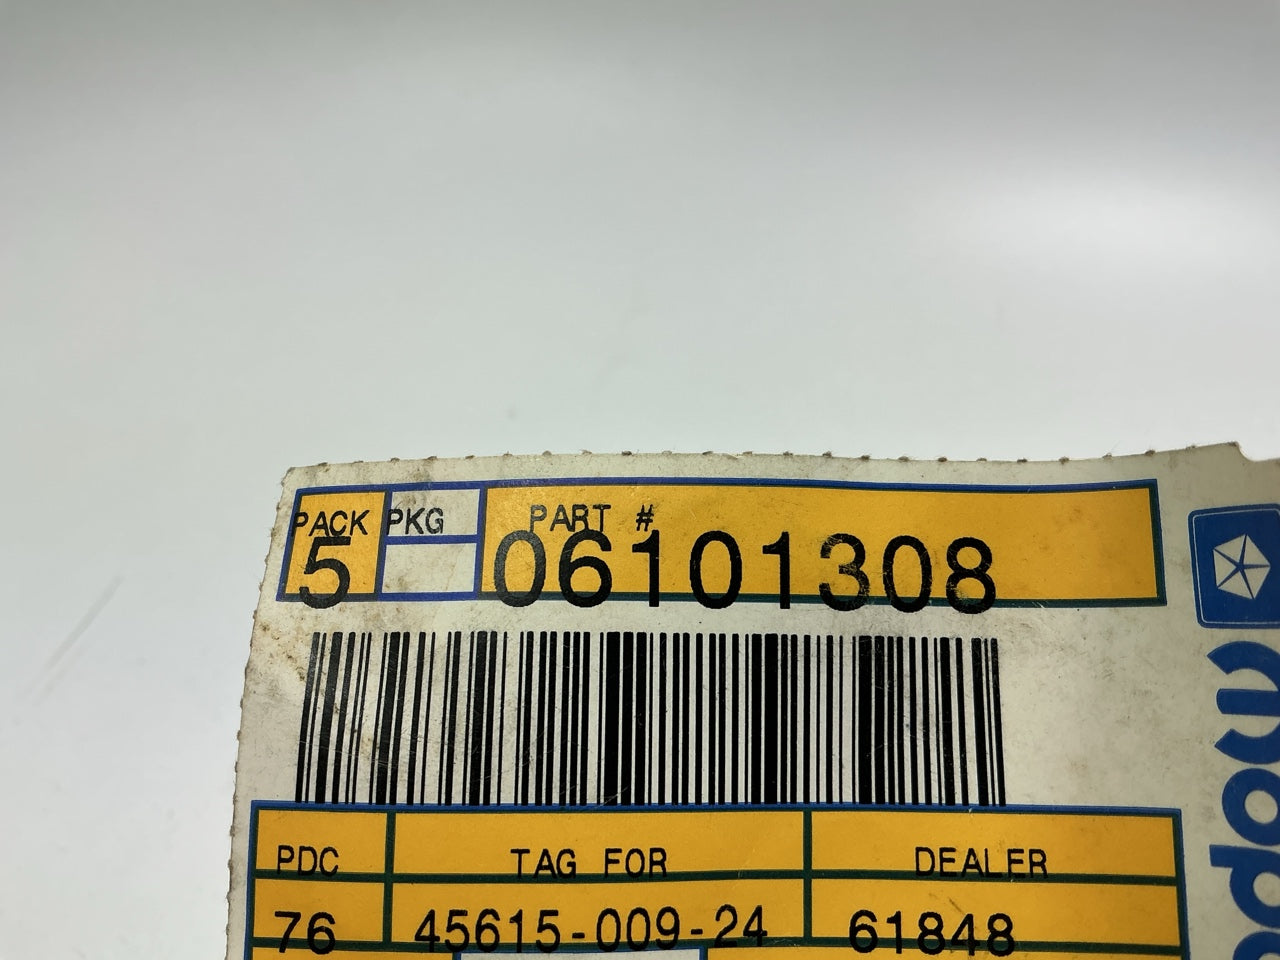 PACK PKG PART #
5 06101308
PDC TAG FOR DEALER
76 45615-009-24 61848